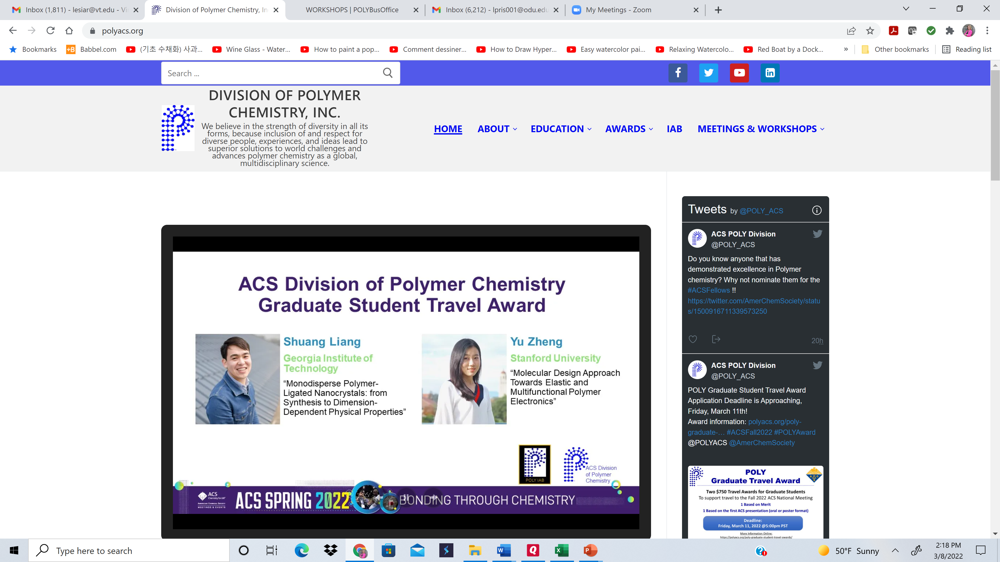 Inbox (1,811) - lesiar@vt.edu - Vi
Division of Polymer Chemistry, In
WORKSHOPS | POLYBusOffice
Inbox (6,212) - lpris001@odu.edu
My Meetings - Zoom
polyacs.org
Bookmarks
Babbel.com
(기초 수채화) 사과...
Wine Glass - Water...
How to paint a pop...
Comment dessiner...
How to Draw Hyper...
Easy watercolor pai...
Relaxing Watercolo...
Red Boat by a Dock...
»
Other bookmarks
Reading list
Search ...
DIVISION OF POLYMER
CHEMISTRY, INC.
We believe in the strength of diversity in all its
forms, because inclusion of and respect for
diverse people, experiences, and ideas lead to
superior solutions to world challenges and
advances polymer chemistry as a global,
multidisciplinary science.
HOME
ABOUT
EDUCATION
AWARDS
IAB
MEETINGS & WORKSHOPS
ACS Division of Polymer Chemistry
Graduate Student Travel Award
Shuang Liang
Georgia Institute of
Technology
“Monodisperse Polymer-
Ligated Nanocrystals: from
Synthesis to Dimension-
Dependent Physical Properties”
Yu Zheng
Stanford University
“Molecular Design Approach
Towards Elastic and
Multifunctional Polymer
Electronics”
POLY IAB
ACS Division
of Polymer
Chemistry
ACS
Chemistry for Life®
AMERICAN CHEMICAL SOCIETY
MEETINGS & EVENTS
ACS SPRING 2022
BONDING THROUGH CHEMISTRY
Tweets by @POLY_ACS
ACS POLY Division
@POLY_ACS
Do you know anyone that has
demonstrated excellence in Polymer
chemistry? Why not nominate them for the
#ACSFellows !!
https://twitter.com/AmerChemSociety/statu
s/1500916711339573250
20h
ACS POLY Division
@POLY_ACS
POLY Graduate Student Travel Award
Application Deadline is Approaching,
Friday, March 11th!
Award information: polyacs.org/poly-
graduate-… #ACSFall2022 #POLYAward
@POLYACS @AmerChemSociety
POLY
Graduate Travel Award
A C S
Two $750 Travel Awards for Graduate Students
To support travel to the Fall 2022 ACS National Meeting
1 Based on Merit
1 Based on the first ACS presentation (oral or poster format)
Deadline:
Friday, March 11, 2022 @5:00pm PST
More Information Online:
https://polyacs.org/poly-graduate-student-travel-awards/
Type here to search
50°F Sunny
2:18 PM
3/8/2022